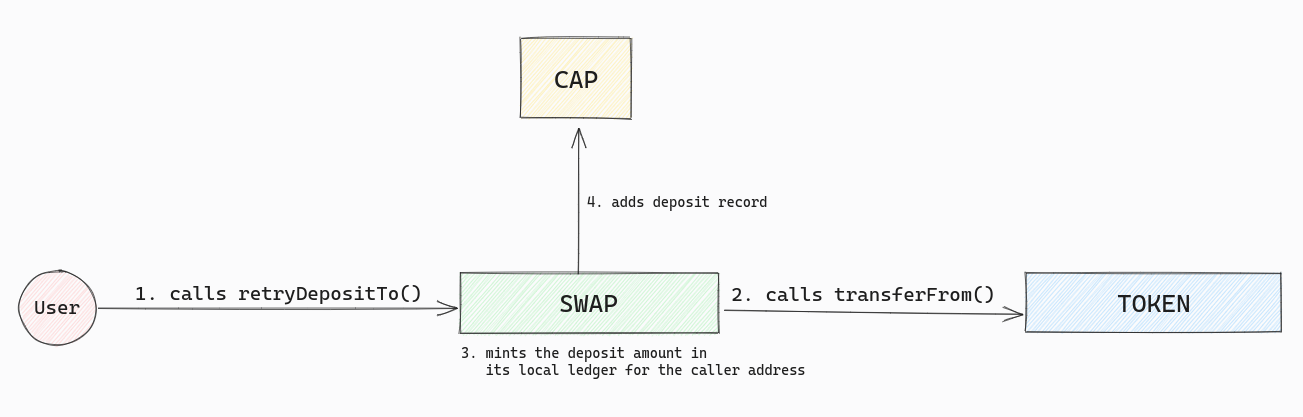 CAP
4. adds deposit record
User
1. calls retryDepositTo()
SWAP
2. calls transferFrom()
TOKEN
3. mints the deposit amount in
its local ledger for the caller address